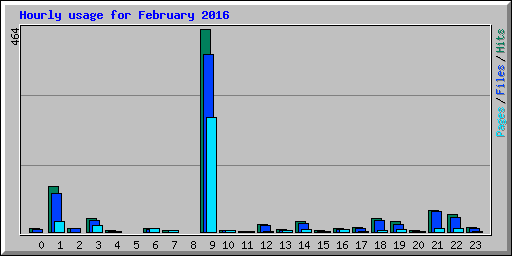 Hourly usage for February 2016
464
Pages/Files/Hits
0 1 2 3 4 5 6 7 8 9 10 11 12 13 14 15 16 17 18 19 20 21 22 23